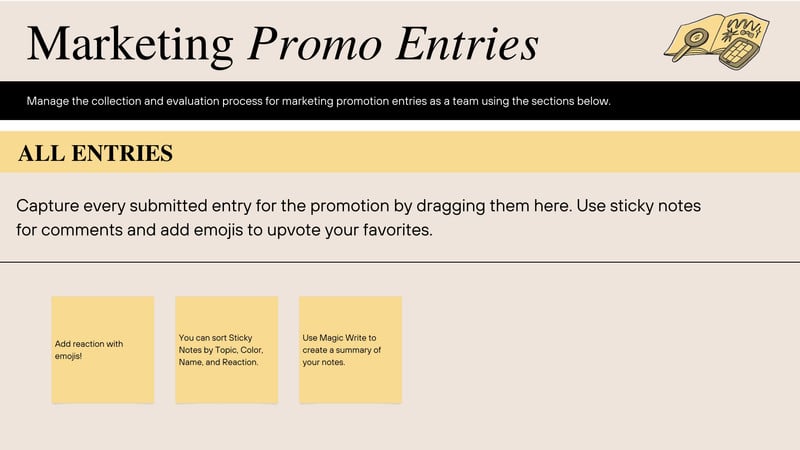 Marketing Promo Entries
Manage the collection and evaluation process for marketing promotion entries as a team using the sections below.
ALL ENTRIES
Capture every submitted entry for the promotion by dragging them here. Use sticky notes
for comments and add emojis to upvote your favorites.
Add reaction with
emojis!
You can sort Sticky
Notes by Topic, Color,
Name, and Reaction.
Use Magic Write to
create a summary of
your notes.